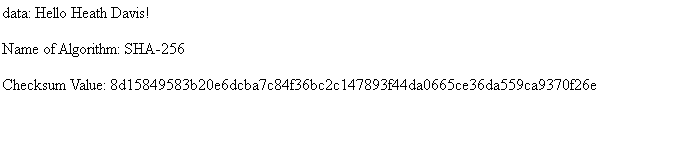 data: Hello Heath Davis!
Name of Algorithm: SHA-256
Checksum Value: 8d15849583b20e6dcba7c84f36bc2c147893f44da0665ce36da559ca9370f26e